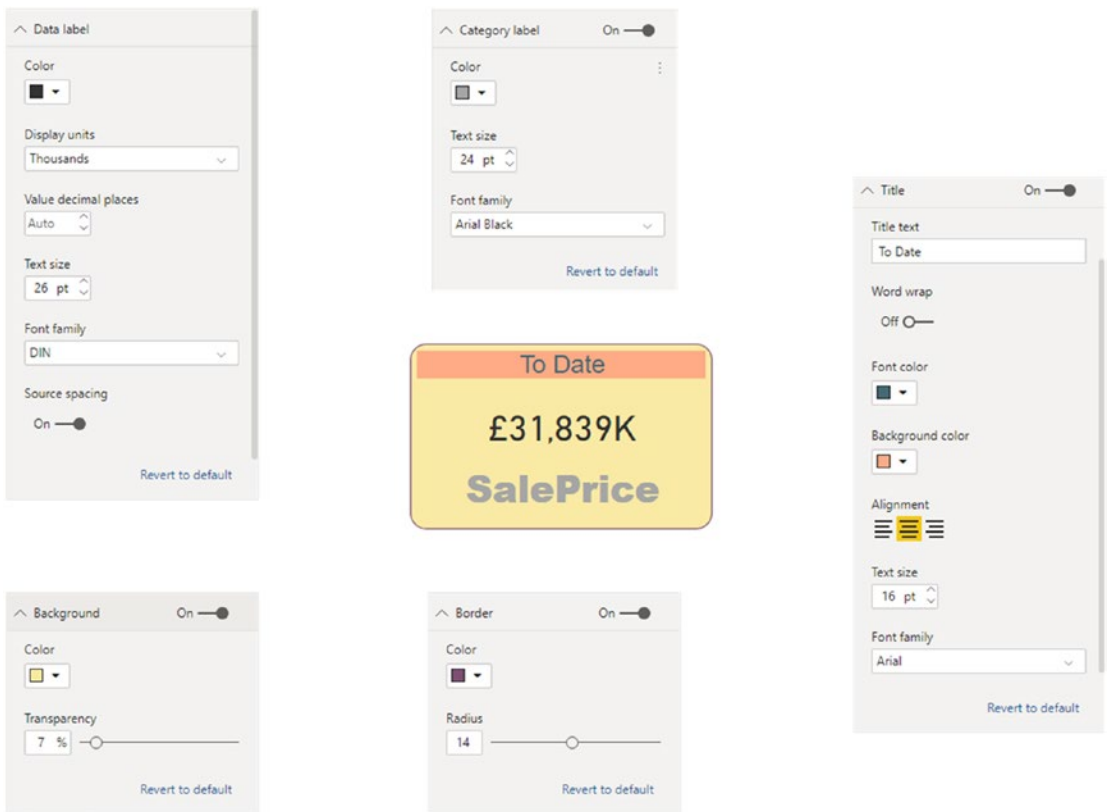 Data label
Color
Display units
Thousands
Value decimal places
Auto
Text size
26 pt
Font family
DIN
Source spacing
On
Revert to default
Category label On
Color
Text size
24 pt
Font family
Arial Black
Revert to default
To Date
£31,839K
SalePrice
Title On
Title text
To Date
Word wrap
Off
Font color
Background color
Alignment
Text size
16 pt
Font family
Arial
Revert to default
Background On
Color
Transparency
7 %
Revert to default
Border On
Color
Radius
14
Revert to default